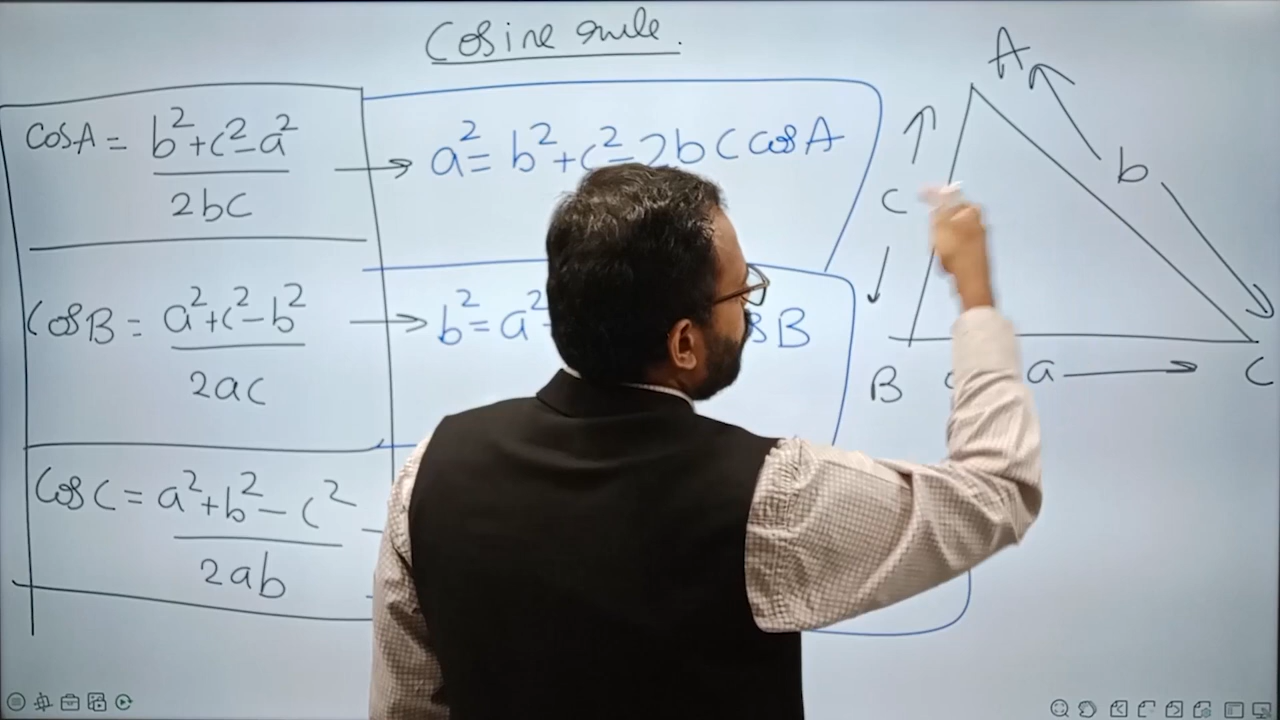 Cosine rule.
cosA = b²+c²-a² / 2bc → a² = b²+c²-2bc cosA
cosB = a²+c²-b² / 2ac → b² = a² B
cosC = a²+b²-c² / 2ab
A
b
c
B a C